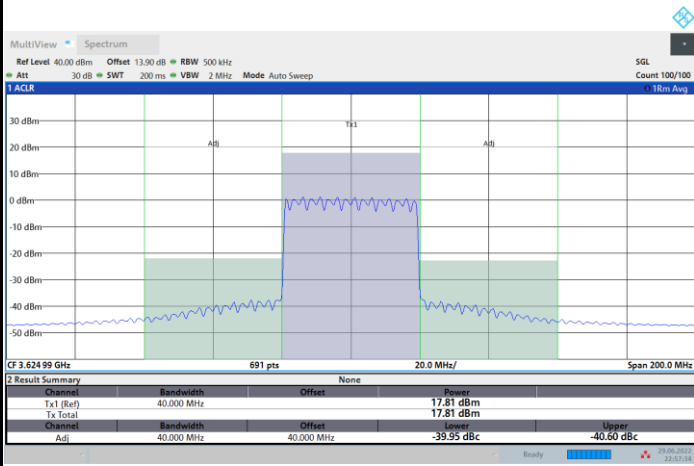 MultiView Spectrum
Ref Level 40.00 dBm Offset 13.90 dB RBW 500 kHz SGL
Att 30 dB SWT 200 ms VBW 2 MHz Mode Auto Sweep Count 100/100
1 ACLR 1Rm Avg
30 dBm
Tx1
20 dBm
Adj Adj
10 dBm
0 dBm
-10 dBm
-20 dBm
-30 dBm
-40 dBm
-50 dBm
CF 3.624 99 GHz 691 pts 20.0 MHz/ Span 200.0 MHz
2 Result Summary None
Channel Bandwidth Offset Power
Tx1 (Ref) 40.000 MHz 17.81 dBm
Tx Total 17.81 dBm
Channel Bandwidth Offset Lower Upper
Adj 40.000 MHz 40.000 MHz -39.95 dBc -40.60 dBc
Ready 29.06.2022
22:57:38